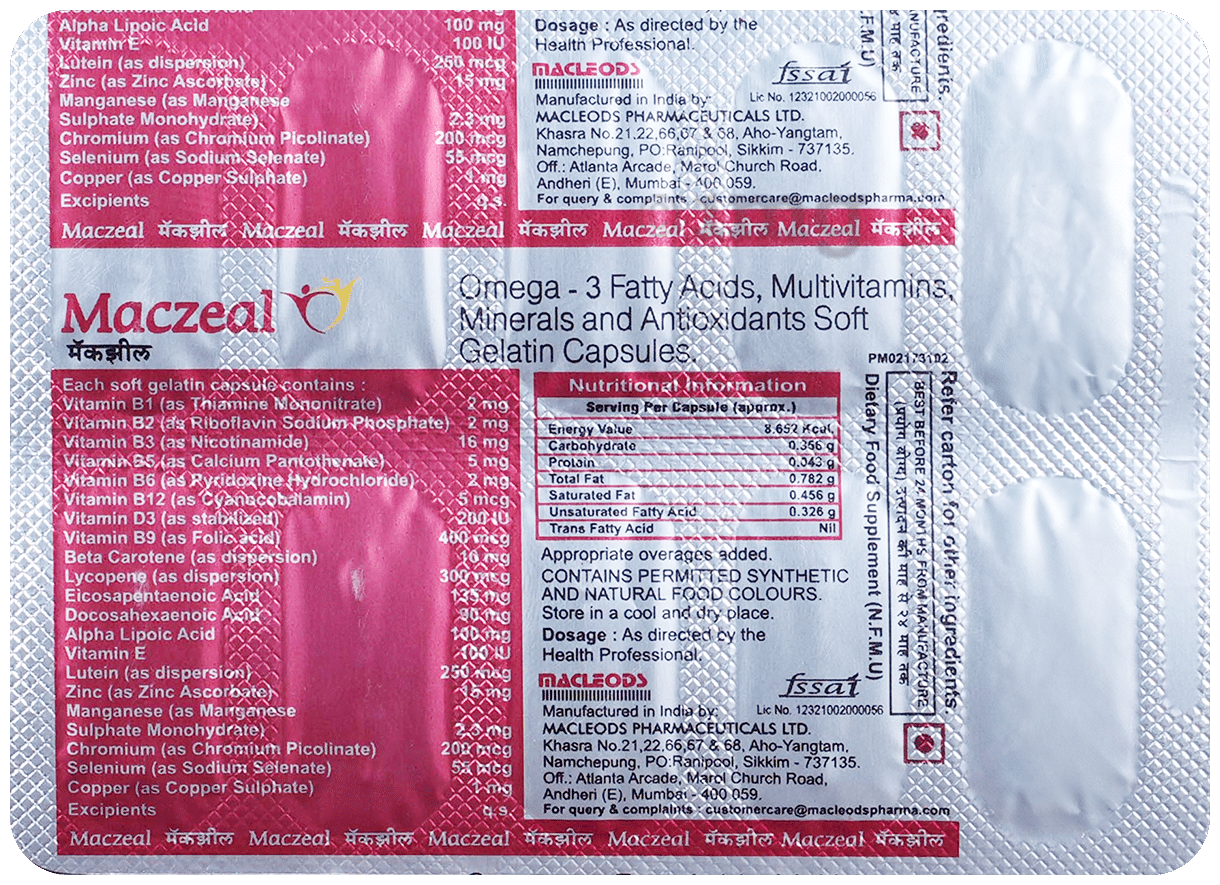 Alpha Lipoic Acid 100 mg
Vitamin E 100 IU
Lutein (as dispersion) 250 mcg
Zinc (as Zinc Ascorbate) 15 mg
Manganese (as Manganese
Sulphate Monohydrate) 2.3 mg
Chromium (as Chromium Picolinate) 200 mcg
Selenium (as Sodium Selenate) 55 mcg
Copper (as Copper Sulphate) 1 mg
Excipients q.s.
Dosage : As directed by the
Health Professional.
MACLEODS
fssai
Manufactured in India by:
Lic No. 12321002000056
MACLEODS PHARMACEUTICALS LTD.
Khasra No.21,22,66,67 & 68, Aho-Yangtam,
Namchepung, PO:Ranipool, Sikkim - 737135.
Off.: Atlanta Arcade, Marol Church Road,
Andheri (E), Mumbai - 400 059.
For query & complaints : customercare@macleodspharma.com
(N.F.M.U)
Maczeal मॅकझील Maczeal मॅकझील Maczeal मॅकझील Maczeal मॅकझील Maczeal मॅकझील
Maczeal
मॅकझील
Omega - 3 Fatty Acids, Multivitamins,
Minerals and Antioxidants Soft
Gelatin Capsules.
PM02173102
Each soft gelatin capsule contains :
Vitamin B1 (as Thiamine Mononitrate) 2 mg
Vitamin B2 (as Riboflavin Sodium Phosphate) 2 mg
Vitamin B3 (as Nicotinamide) 16 mg
Vitamin B5 (as Calcium Pantothenate) 5 mg
Vitamin B6 (as Pyridoxine Hydrochloride) 2 mg
Vitamin B12 (as Cyanocobalamin) 5 mcg
Vitamin D3 (as stabilized) 200 IU
Vitamin B9 (as Folic acid) 400 mcg
Beta Carotene (as dispersion) 10 mg
Lycopene (as dispersion) 300 mcg
Eicosapentaenoic Acid 135 mg
Docosahexaenoic Acid 90 mg
Alpha Lipoic Acid 100 mg
Vitamin E 100 IU
Lutein (as dispersion) 250 mcg
Zinc (as Zinc Ascorbate) 15 mg
Manganese (as Manganese
Sulphate Monohydrate) 2.3 mg
Chromium (as Chromium Picolinate) 200 mcg
Selenium (as Sodium Selenate) 55 mcg
Copper (as Copper Sulphate) 1 mg
Excipients q.s.
Nutritional Information
Serving Per Capsule (approx.)
Energy Value 8.652 Kcal.
Carbohydrate 0.356 g
Protain 0.043 g
Total Fat 0.782 g
Saturated Fat 0.456 g
Unsaturated Fatty Acid 0.326 g
Trans Fatty Acid Nil
Appropriate overages added.
CONTAINS PERMITTED SYNTHETIC
AND NATURAL FOOD COLOURS.
Store in a cool and dry place.
Dosage : As directed by the
Health Professional.
MACLEODS
fssai
Manufactured in India by:
Lic No. 12321002000056
MACLEODS PHARMACEUTICALS LTD.
Khasra No.21,22,66,67 & 68, Aho-Yangtam,
Namchepung, PO:Ranipool, Sikkim - 737135.
Off.: Atlanta Arcade, Marol Church Road,
Andheri (E), Mumbai - 400 059.
For query & complaints : customercare@macleodspharma.com
Refer carton for other ingredients.
BEST BEFORE 24 MONTHS FROM MANUFACTURE
(प्रयोग योग्य) उत्पादन की माह से २४ माह तक
Dietary Food Supplement (N.F.M.U)
Maczeal मॅकझील Maczeal मॅकझील Maczeal मॅकझील Maczeal मॅकझील Maczeal मॅकझील